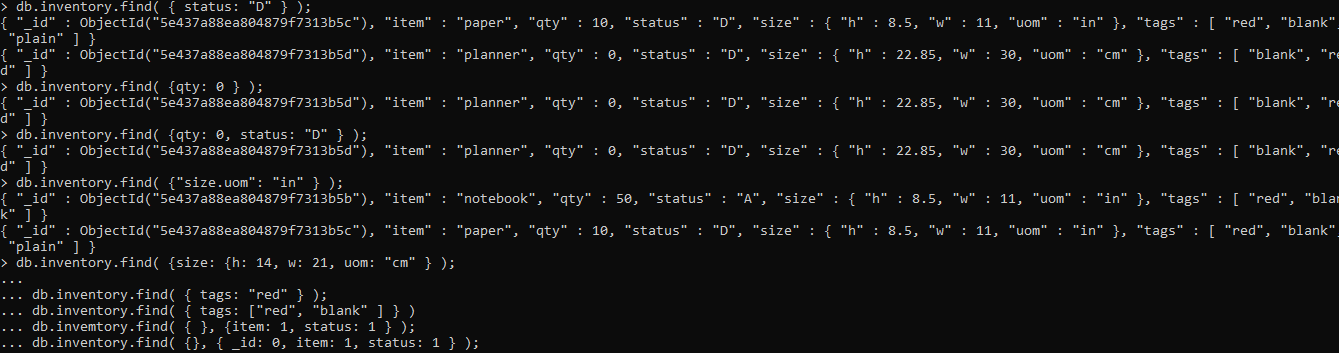 > db.inventory.find( { status: "D" } );
{ "_id" : ObjectId("5e437a88ea804879f7313b5c"), "item" : "paper", "qty" : 10, "status" : "D", "size" : { "h" : 8.5, "w" : 11, "uom" : "in" }, "tags" : [ "red", "blank",
 "plain" ] }
{ "_id" : ObjectId("5e437a88ea804879f7313b5d"), "item" : "planner", "qty" : 0, "status" : "D", "size" : { "h" : 22.85, "w" : 30, "uom" : "cm" }, "tags" : [ "blank", "re
d" ] }
> db.inventory.find( {qty: 0 } );
{ "_id" : ObjectId("5e437a88ea804879f7313b5d"), "item" : "planner", "qty" : 0, "status" : "D", "size" : { "h" : 22.85, "w" : 30, "uom" : "cm" }, "tags" : [ "blank", "re
d" ] }
> db.inventory.find( {qty: 0, status: "D" } );
{ "_id" : ObjectId("5e437a88ea804879f7313b5d"), "item" : "planner", "qty" : 0, "status" : "D", "size" : { "h" : 22.85, "w" : 30, "uom" : "cm" }, "tags" : [ "blank", "re
d" ] }
> db.inventory.find( {"size.uom": "in" } );
{ "_id" : ObjectId("5e437a88ea804879f7313b5b"), "item" : "notebook", "qty" : 50, "status" : "A", "size" : { "h" : 8.5, "w" : 11, "uom" : "in" }, "tags" : [ "red", "blan
k" ] }
{ "_id" : ObjectId("5e437a88ea804879f7313b5c"), "item" : "paper", "qty" : 10, "status" : "D", "size" : { "h" : 8.5, "w" : 11, "uom" : "in" }, "tags" : [ "red", "blank",
 "plain" ] }
> db.inventory.find( {size: {h: 14, w: 21, uom: "cm" } );
...
... db.inventory.find( { tags: "red" } );
... db.inventory.find( { tags: ["red", "blank" ] } )
... db.invemtory.find( { }, {item: 1, status: 1 } );
... db.inventory.find( {}, { _id: 0, item: 1, status: 1 } );